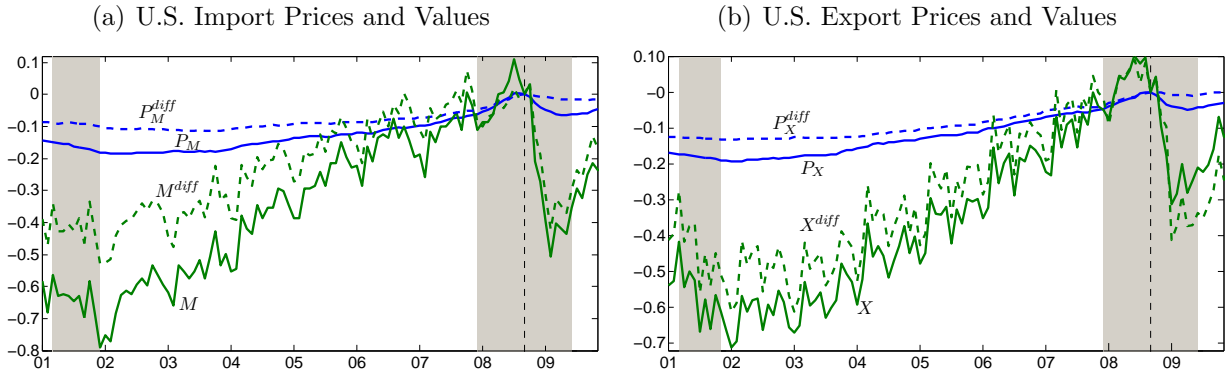 (a) U.S. Import Prices and Values
0.1
0
−0.1
−0.2
−0.3
−0.4
−0.5
−0.6
−0.7
−0.8
01 02 03 04 05 06 07 08 09
P_M^{diff}
P_M
M^{diff}
M
(b) U.S. Export Prices and Values
0.10
−0
−0.1
−0.2
−0.3
−0.4
−0.5
−0.6
−0.7
01 02 03 04 05 06 07 08 09
P_X^{diff}
P_X
X^{diff}
X